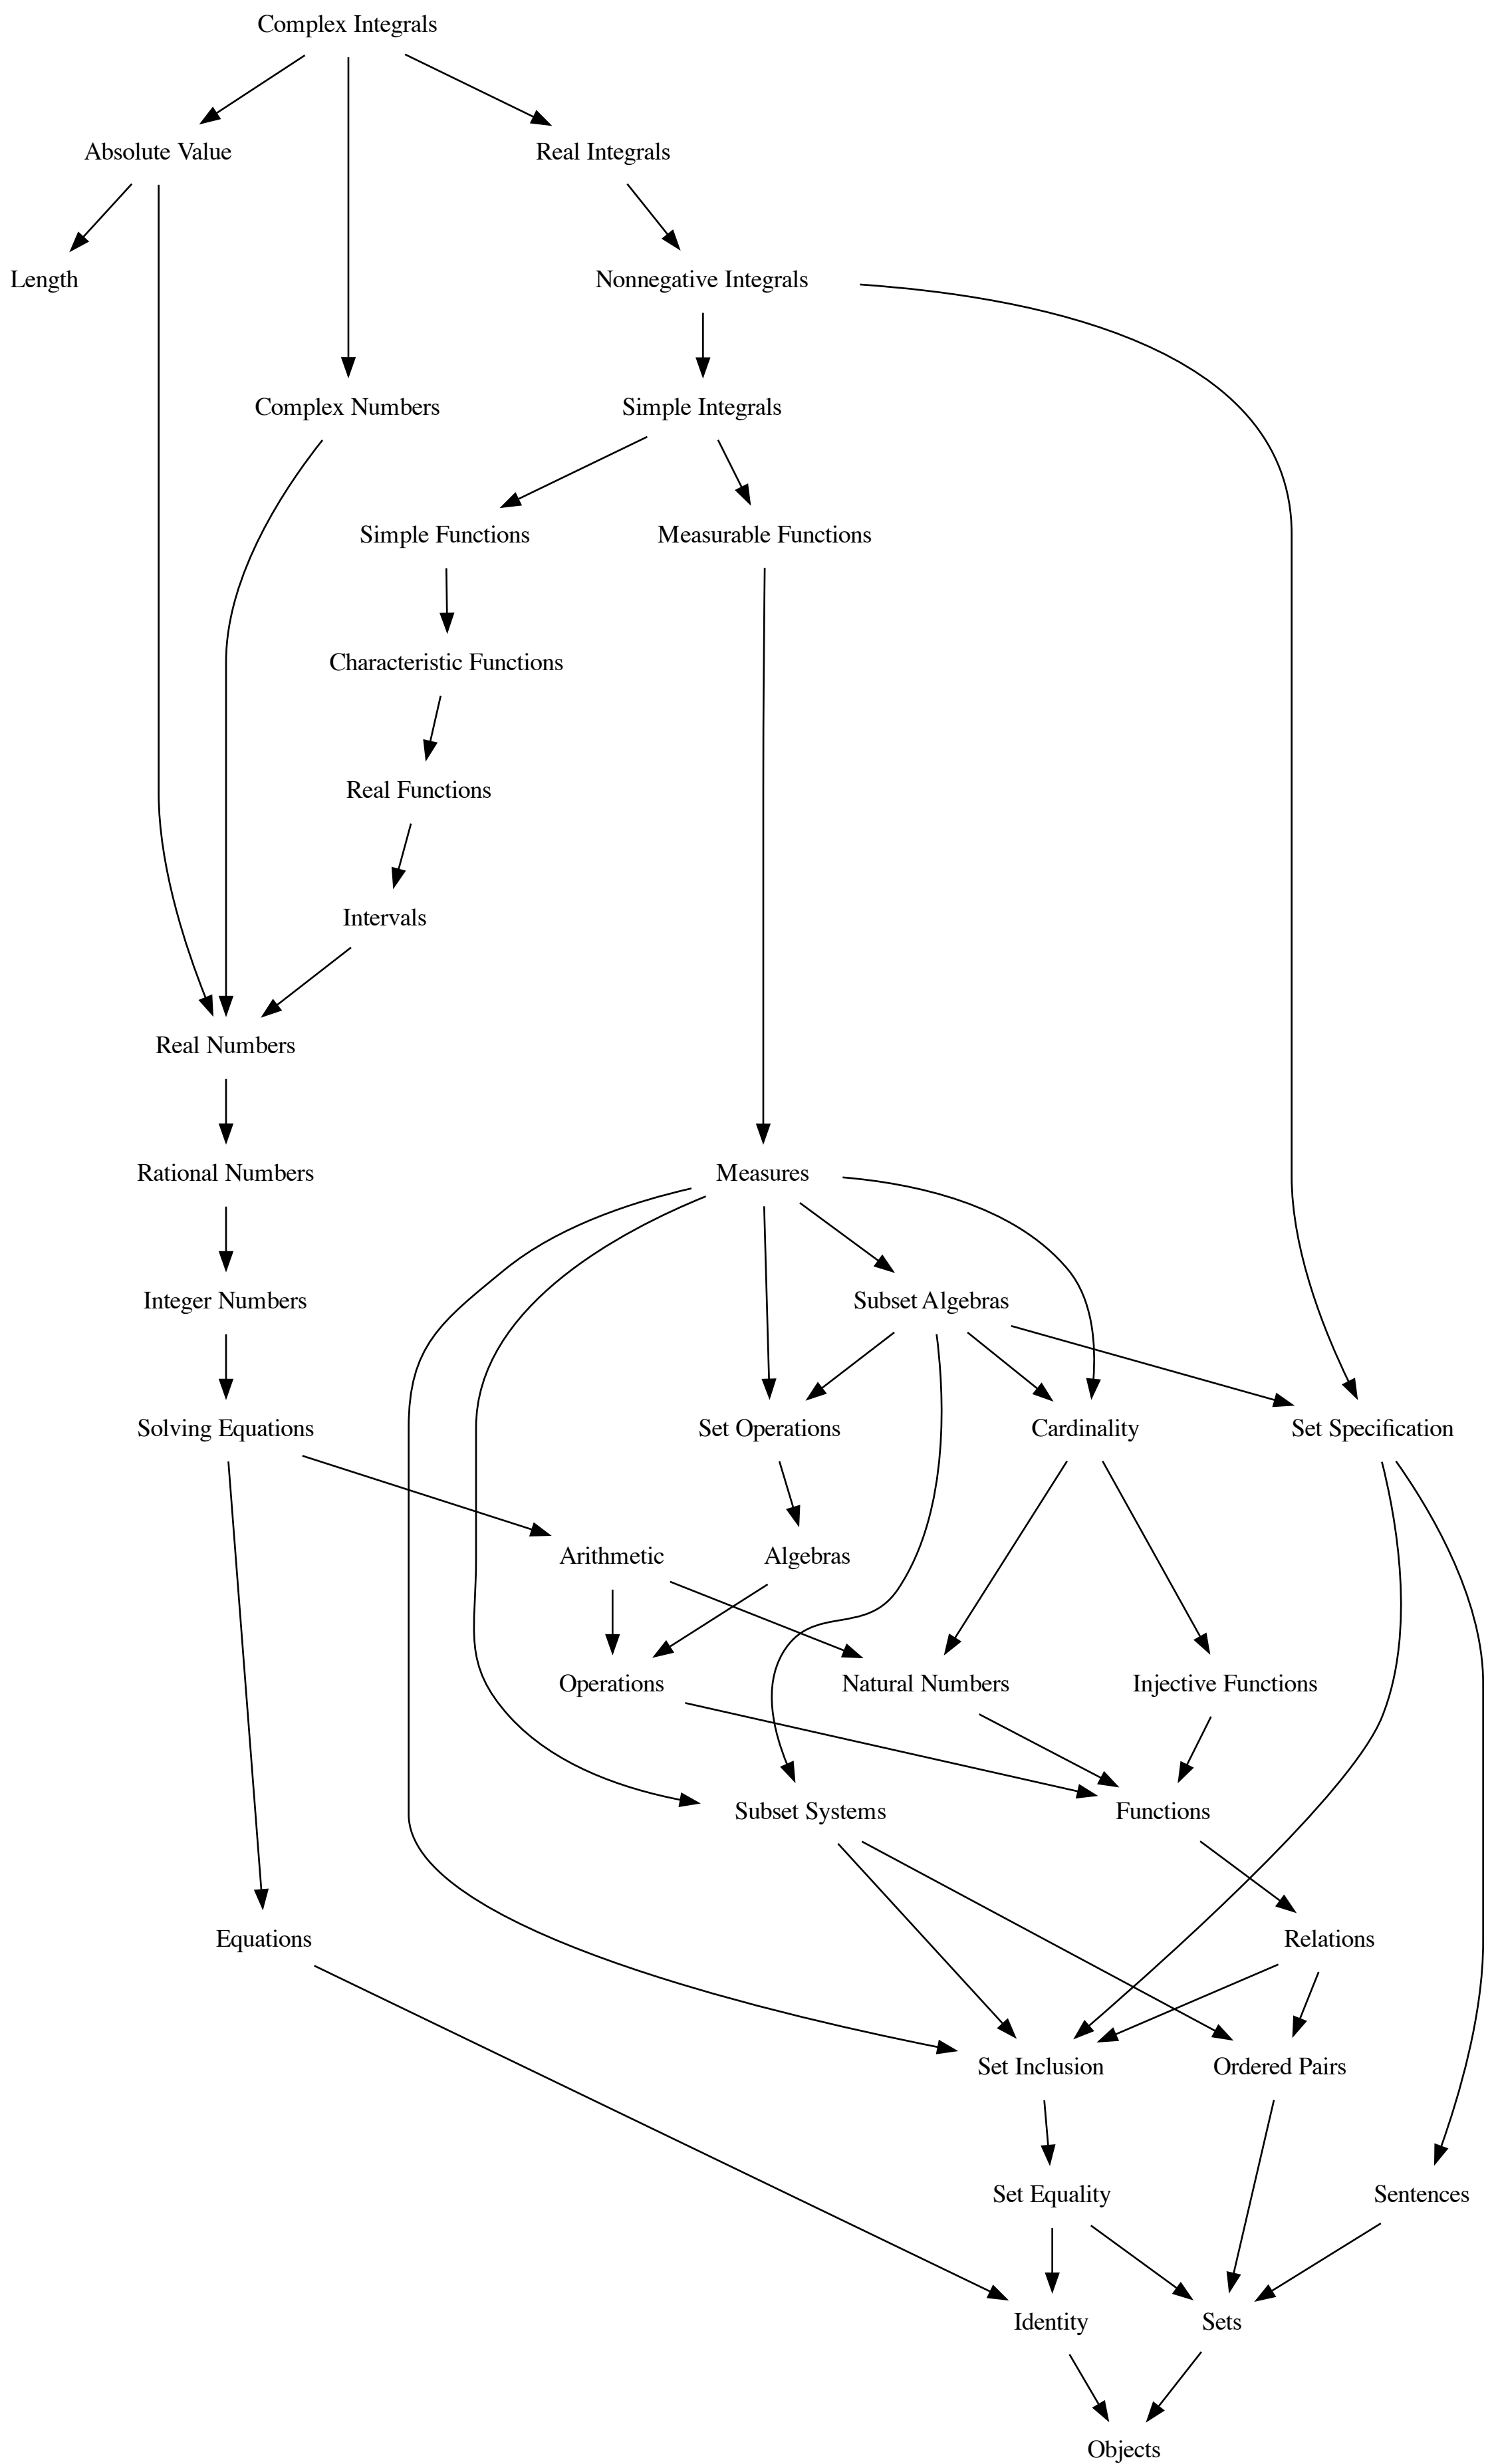 Complex Integrals
Absolute Value
Real Integrals
Length
Nonnegative Integrals
Complex Numbers
Simple Integrals
Simple Functions
Measurable Functions
Characteristic Functions
Real Functions
Intervals
Real Numbers
Rational Numbers
Measures
Integer Numbers
Subset Algebras
Solving Equations
Set Operations
Cardinality
Set Specification
Arithmetic
Algebras
Operations
Natural Numbers
Injective Functions
Subset Systems
Functions
Equations
Relations
Set Inclusion
Ordered Pairs
Set Equality
Sentences
Identity
Sets
Objects